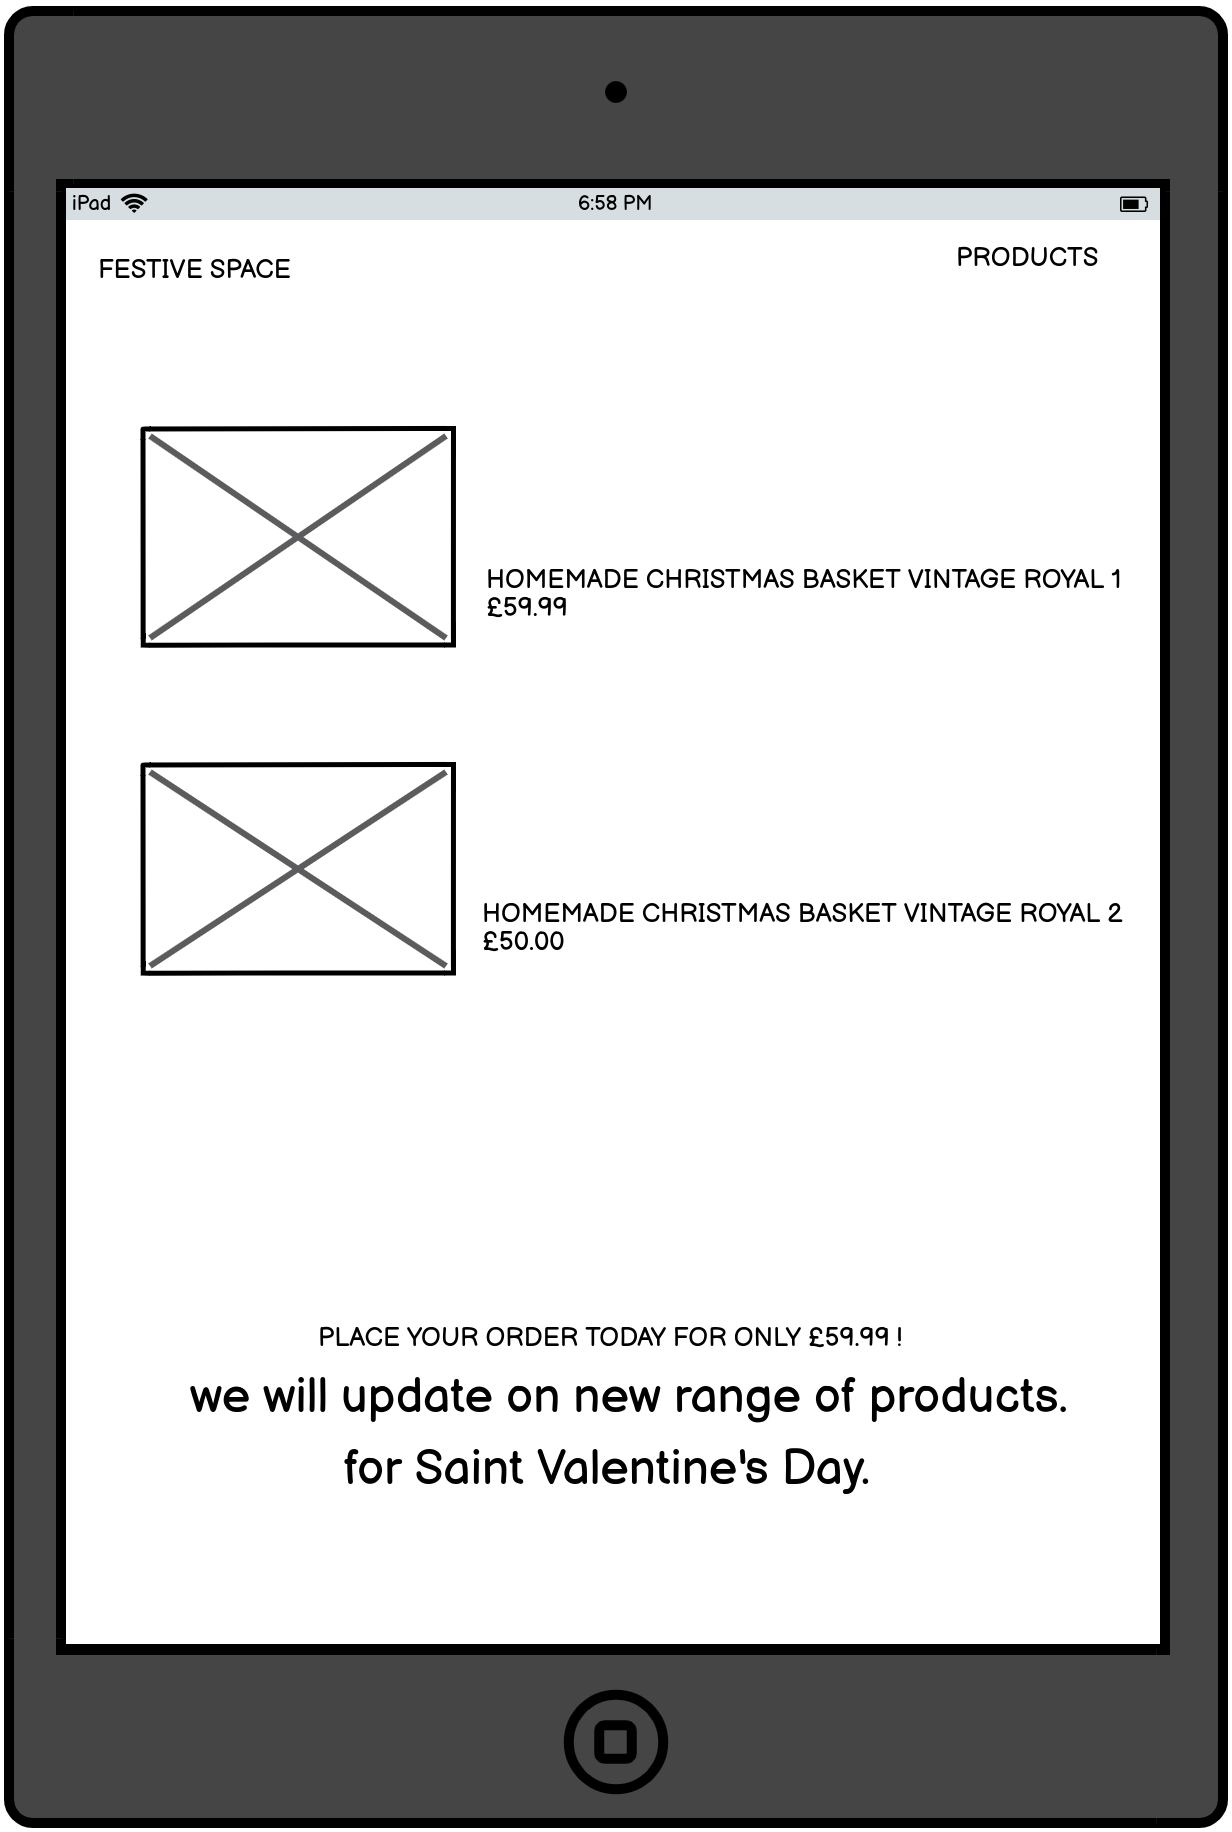 iPad 6:58 PM
FESTIVE SPACE
PRODUCTS
HOMEMADE CHRISTMAS BASKET VINTAGE ROYAL 1
£59.99
HOMEMADE CHRISTMAS BASKET VINTAGE ROYAL 2
£50.00
PLACE YOUR ORDER TODAY FOR ONLY £59.99 !
we will update on new range of products.
for Saint Valentine's Day.